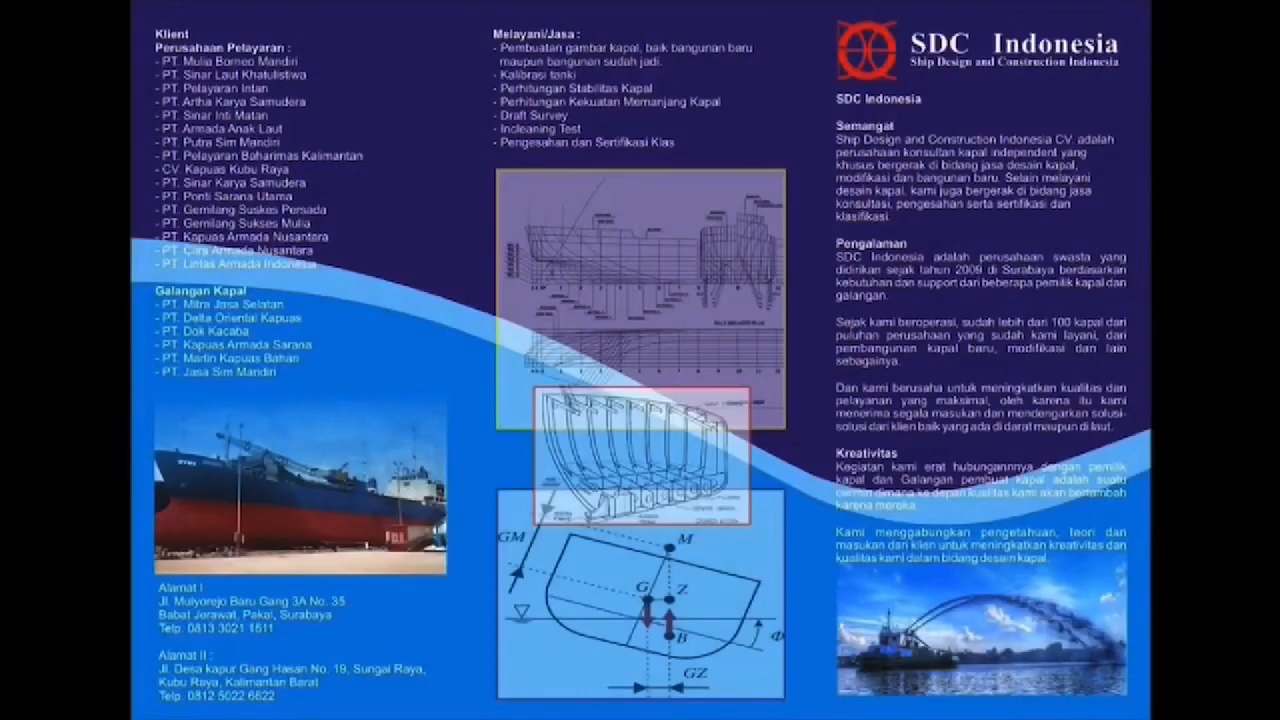 Klient
Perusahaan Pelayaran :
- PT. Mulia Borneo Mandiri
- PT. Sinar Laut Khatulistiwa
- PT. Pelayaran Intan
- PT. Artha Karya Samudera
- PT. Sinar Inti Matan
- PT. Armada Anak Laut
- PT. Putra Sim Mandiri
- PT. Pelayaran Baharimas Kalimantan
- CV. Kapuas Kubu Raya
- PT. Sinar Karya Samudera
- PT. Ponti Sarana Utama
- PT. Gemilang Suskes Persada
- PT. Gemilang Sukses Mulia
- PT. Kapuas Armada Nusantara
- PT. Cora Armada Nusantara
- PT. Lintas Armada Indonesia
Galangan Kapal
- PT. Mitra Jasa Selatan
- PT. Delta Oriental Kapuas
- PT. Dok Kacaba
- PT. Kapuas Armada Sarana
- PT. Martin Kapuas Bahari
- PT. Jasa Sim Mandiri
Alamat I
Jl. Mulyorejo Baru Gang 3A No. 35
Babat Jerawat, Pakal, Surabaya
Telp. 0813 3021 1611
Alamat II :
Jl. Desa kapur Gang Hasan No. 19, Sungai Raya,
Kubu Raya, Kalimantan Barat
Telp. 0812 5022 6622
Melayani/Jasa :
- Pembuatan gambar kapal, baik bangunan baru
maupun bangunan sudah jadi.
- Kalibrasi tanki
- Perhitungan Stabilitas Kapal
- Perhitungan Kekuatan Memanjang Kapal
- Draft Survey
- Incleaning Test
- Pengesahan dan Sertifikasi Klas
GM
M
G
Z
B
Φ
GZ
SDC Indonesia
Ship Design and Construction Indonesia
SDC Indonesia
Semangat
Ship Design and Construction Indonesia CV. adalah
perusahaan konsultan kapal independent yang
khusus bergerak di bidang jasa desain kapal,
modifikasi dan bangunan baru. Selain melayani
desain kapal, kami juga bergerak di bidang jasa
konsultasi, pengesahan serta sertifikasi dan
klasifikasi.
Pengalaman
SDC Indonesia adalah perusahaan swasta yang
didirikan sejak tahun 2009 di Surabaya berdasarkan
kebutuhan dan support dari beberapa pemilik kapal dan
galangan.
Sejak kami beroperasi, sudah lebih dari 100 kapal dari
puluhan perusahaan yang sudah kami layani, dari
pembangunan kapal baru, modifikasi dan lain
sebagainya.
Dan kami berusaha untuk meningkatkan kualitas dan
pelayanan yang maksimal, oleh karena itu kami
menerima segala masukan dan mendengarkan solusi-
solusi dari klien baik yang ada di darat maupun di laut.
Kreativitas
Kegiatan kami erat hubungannnya dengan pemilik
kapal dan Galangan pembuat kapal adalah suatu
cermin dimana ke depan kualitas kami akan bertambah
karena mereka.
Kami menggabungkan pengetahuan, teori dan
masukan dari klien untuk meningkatkan kreativitas dan
kualitas kami dalam bidang desain kapal.